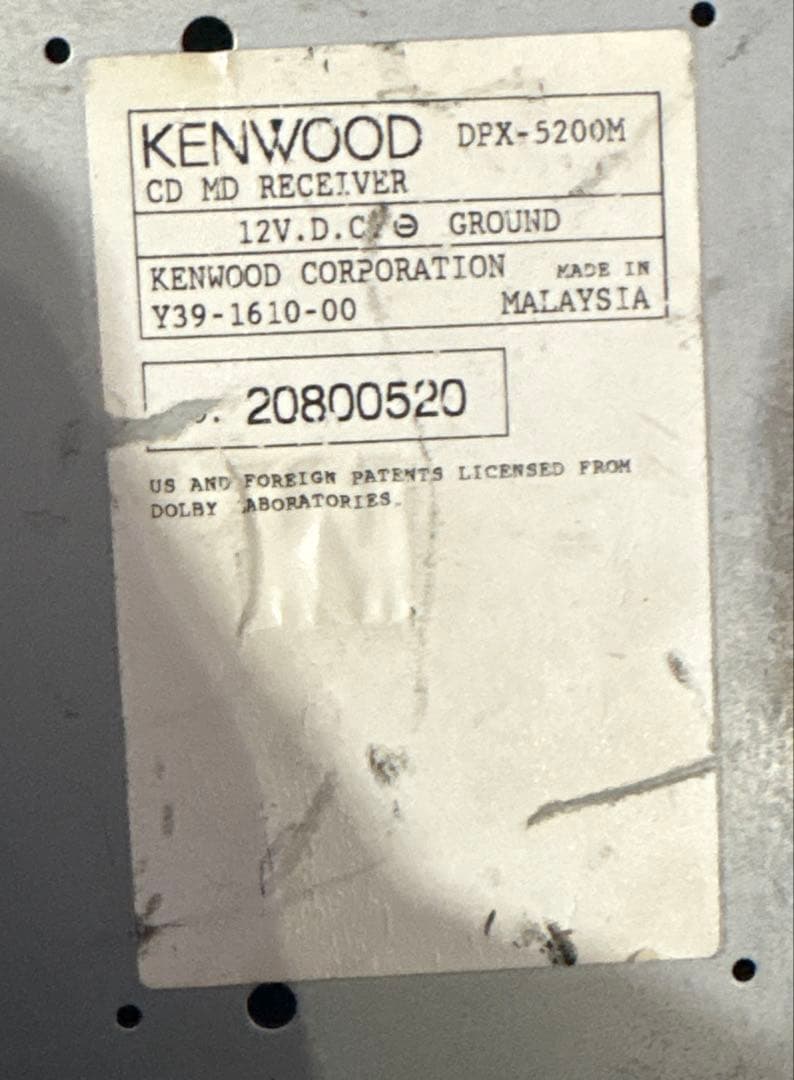 KENWOOD DPX-5200M
CD MD RECEIVER
12V.D.C. ⊖ GROUND
KENWOOD CORPORATION MADE IN
Y39-1610-00 MALAYSIA
20800520
US AND FOREIGN PATENTS LICENSED FROM
DOLBY LABORATORIES.